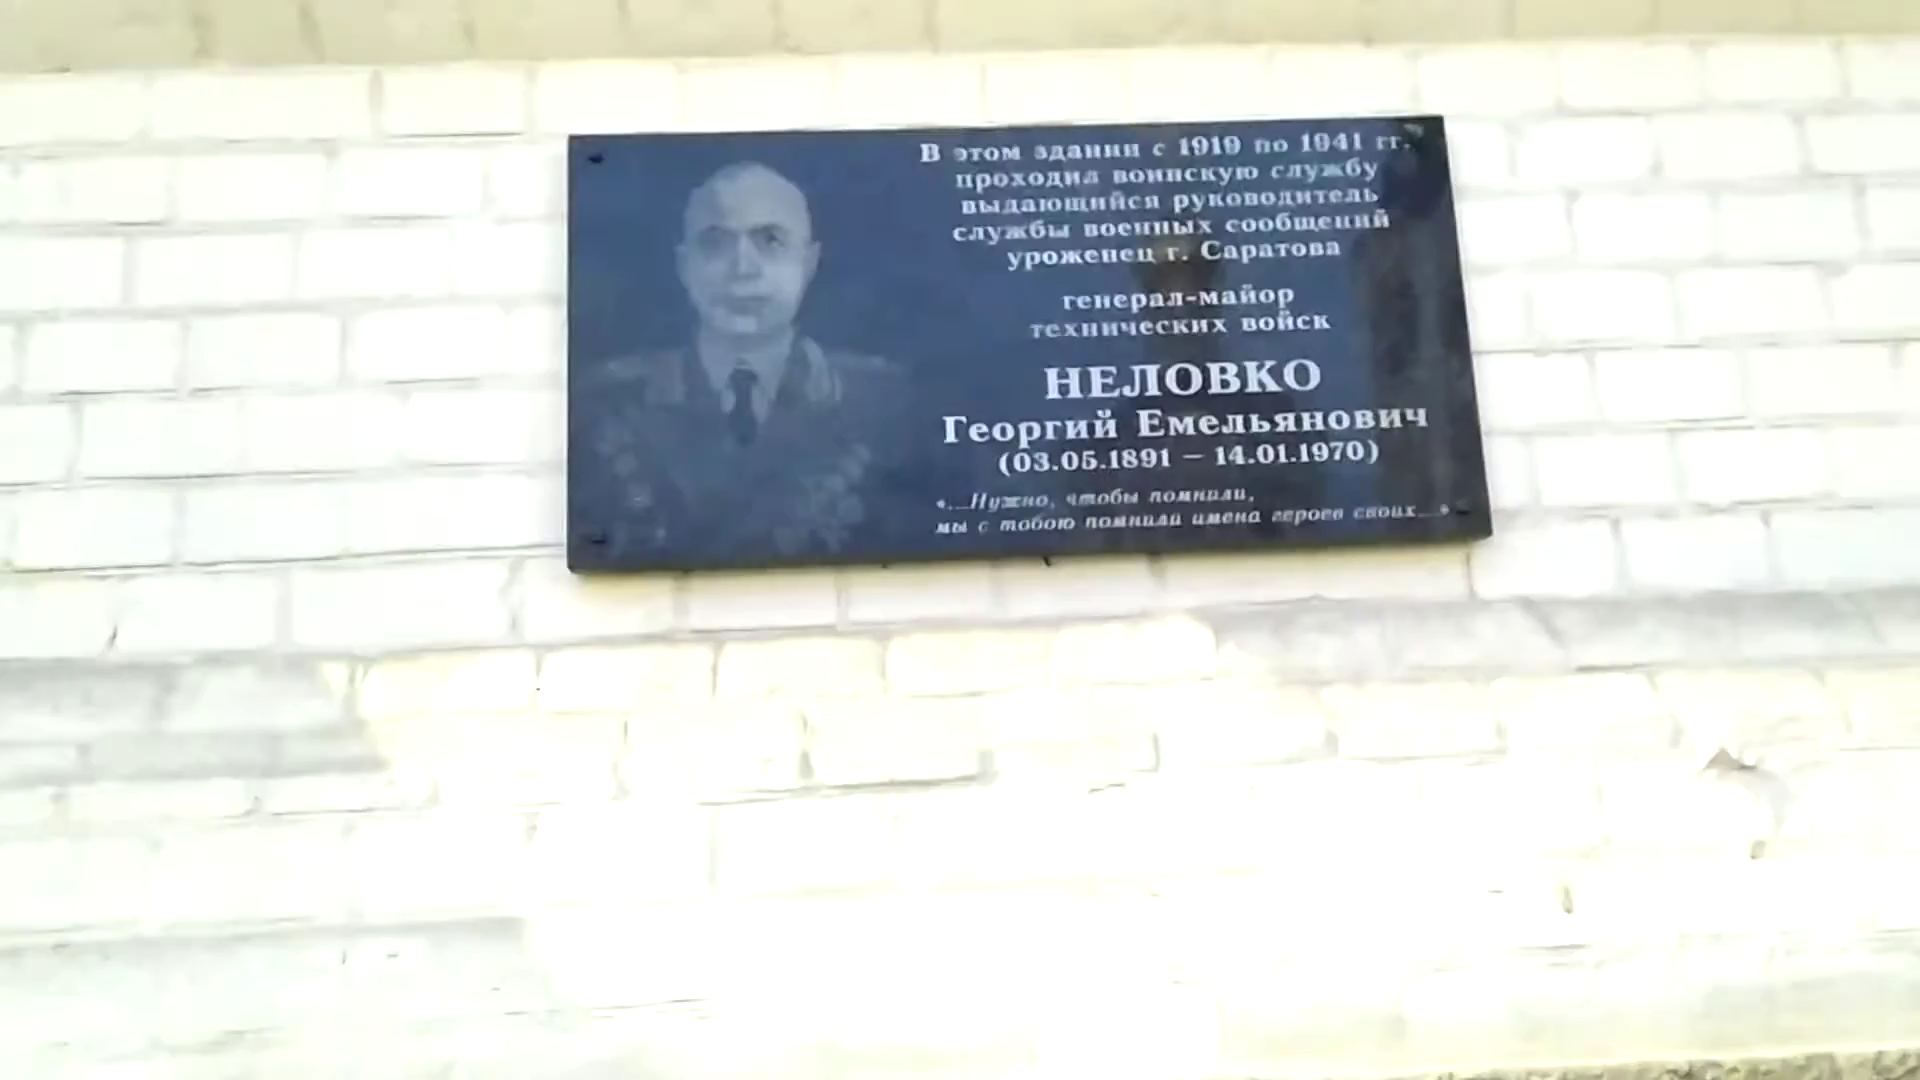 В этом здании с 1919 по 1941 гг.
проходил воинскую службу
выдающийся руководитель
службы военных сообщений
уроженец г. Саратова
генерал-майор
технических войск
НЕЛОВКО
Георгий Емельянович
(03.05.1891 – 14.01.1970)
«...Нужно, чтобы помнили,
мы с тобою помнили имена героев своих...»